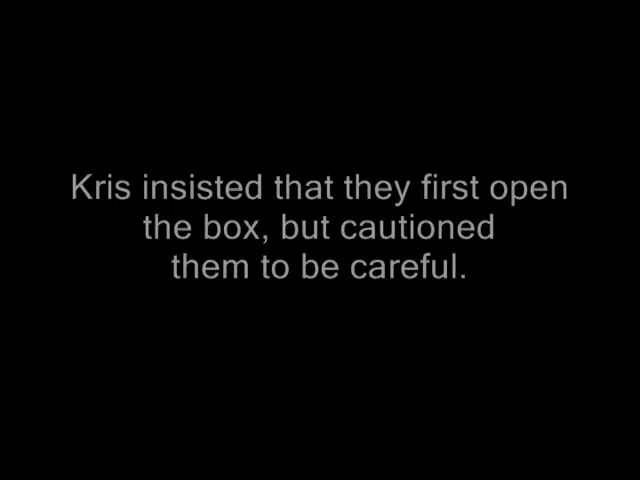 Kris insisted that they first open
the box, but cautioned
them to be careful.